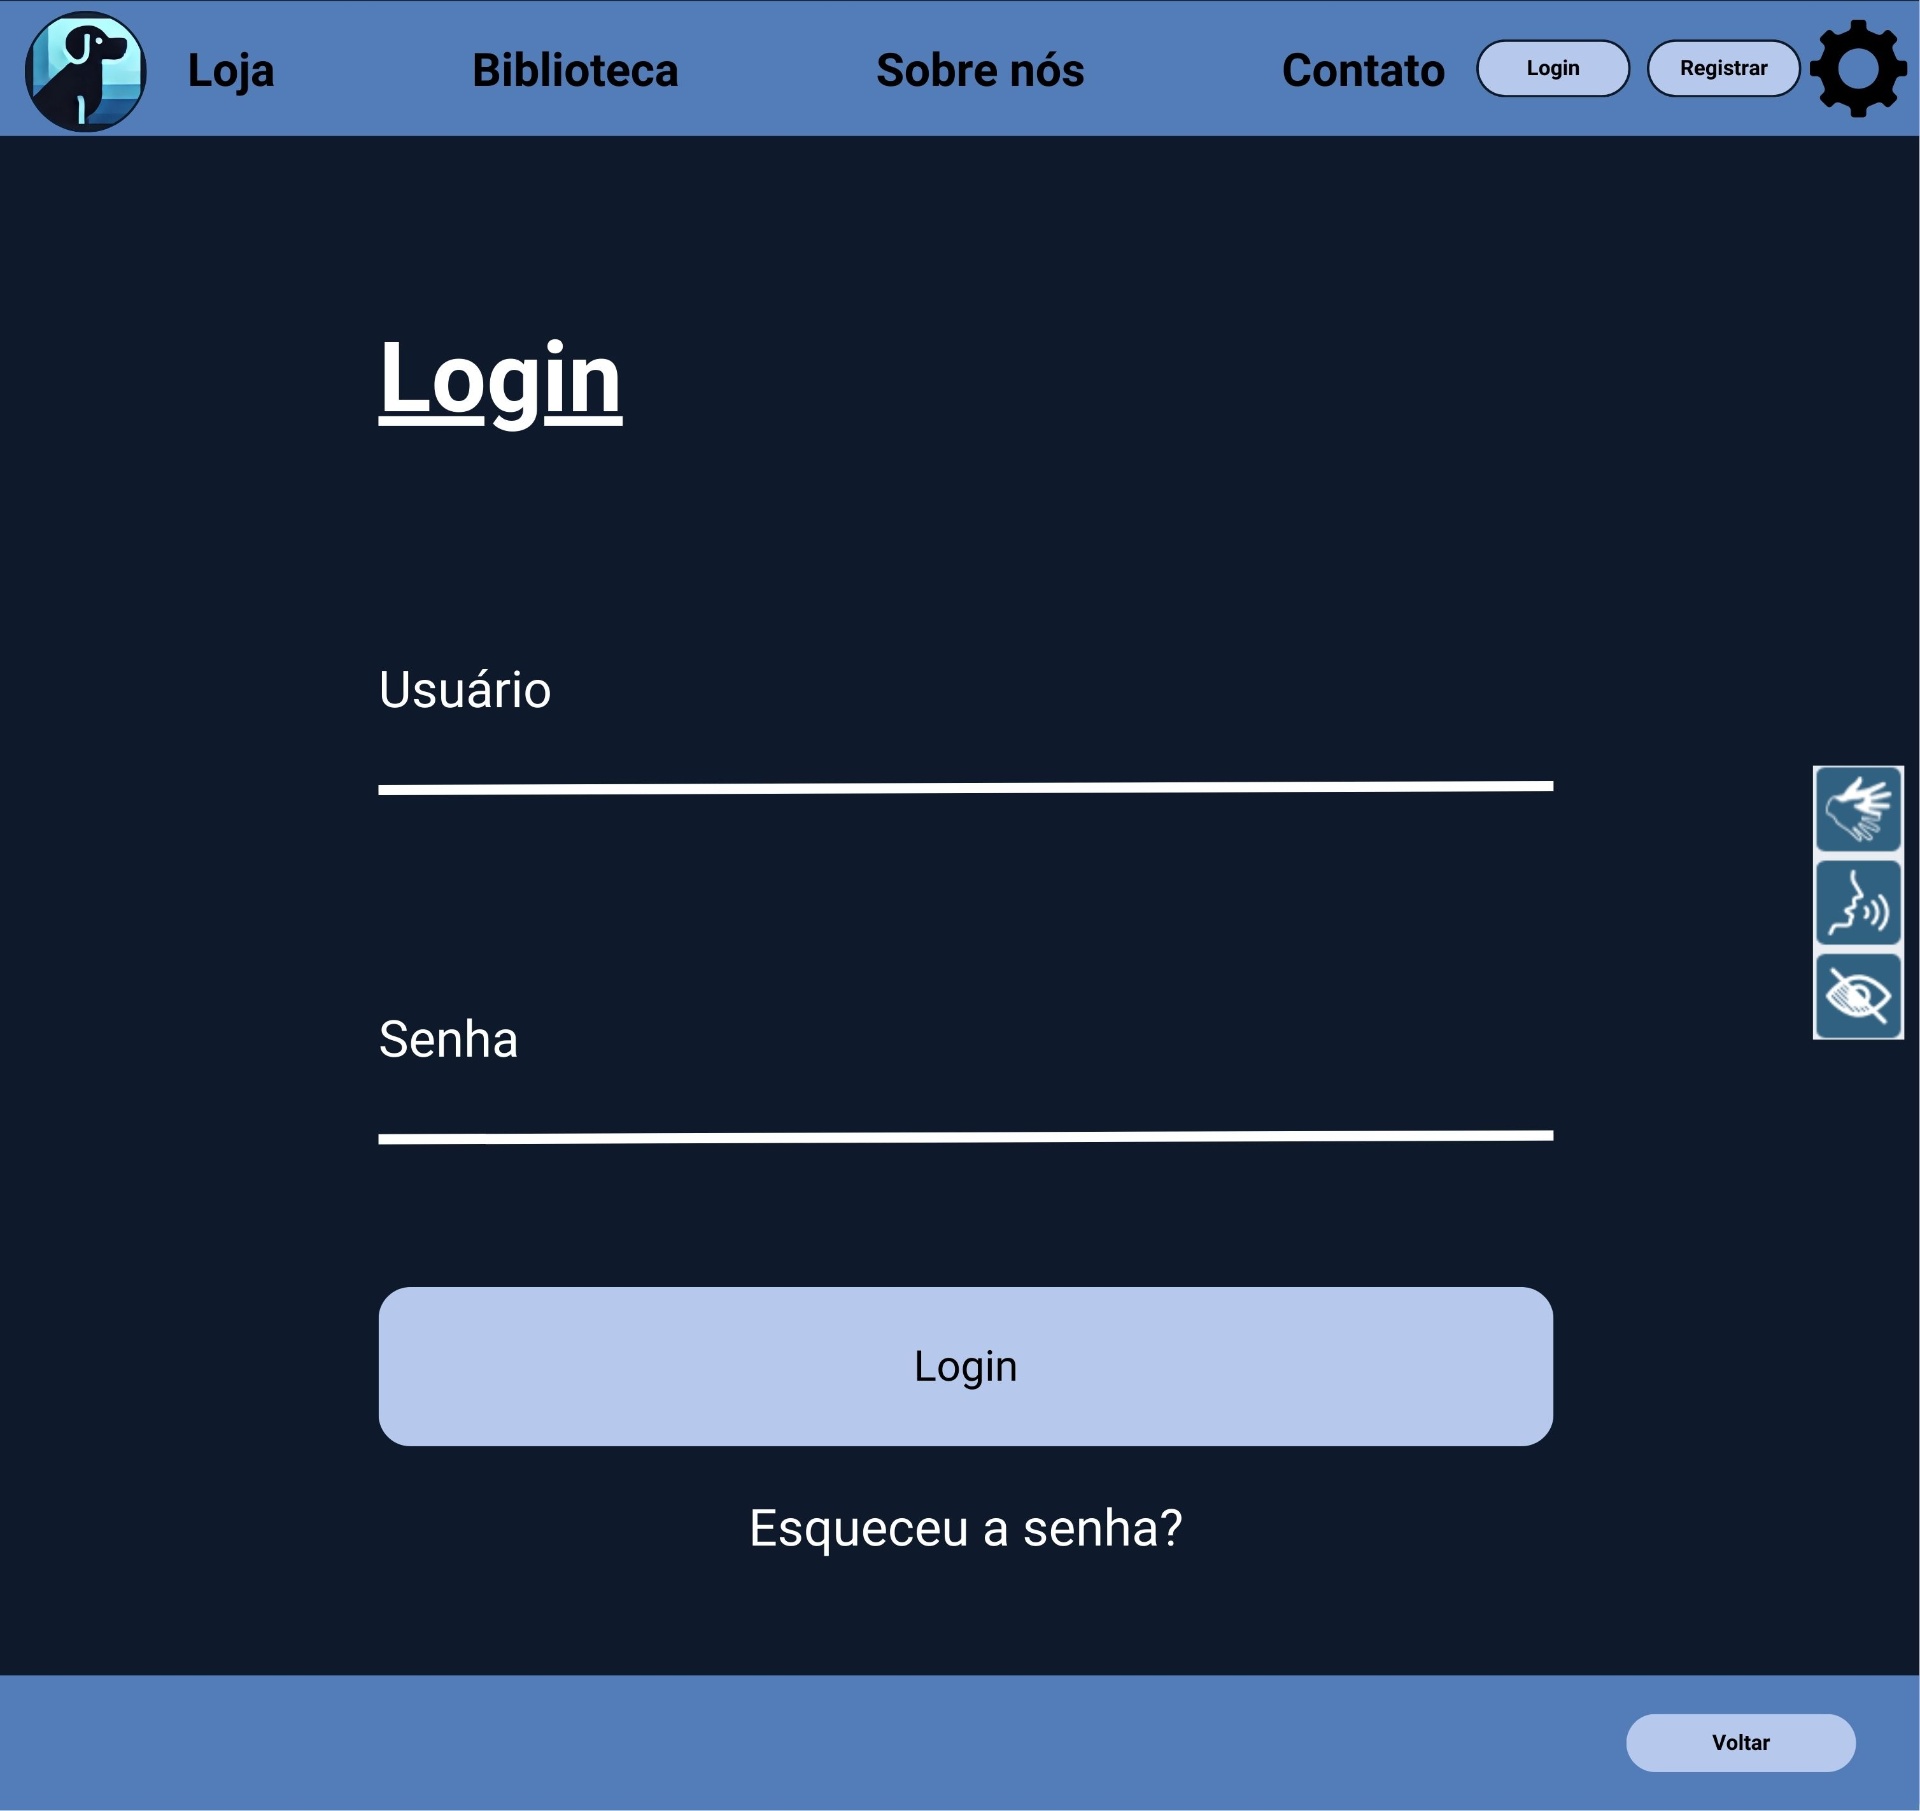 Loja Biblioteca Sobre nós Contato Login Registrar
Login
Usuário
Senha
Login
Esqueceu a senha?
Voltar